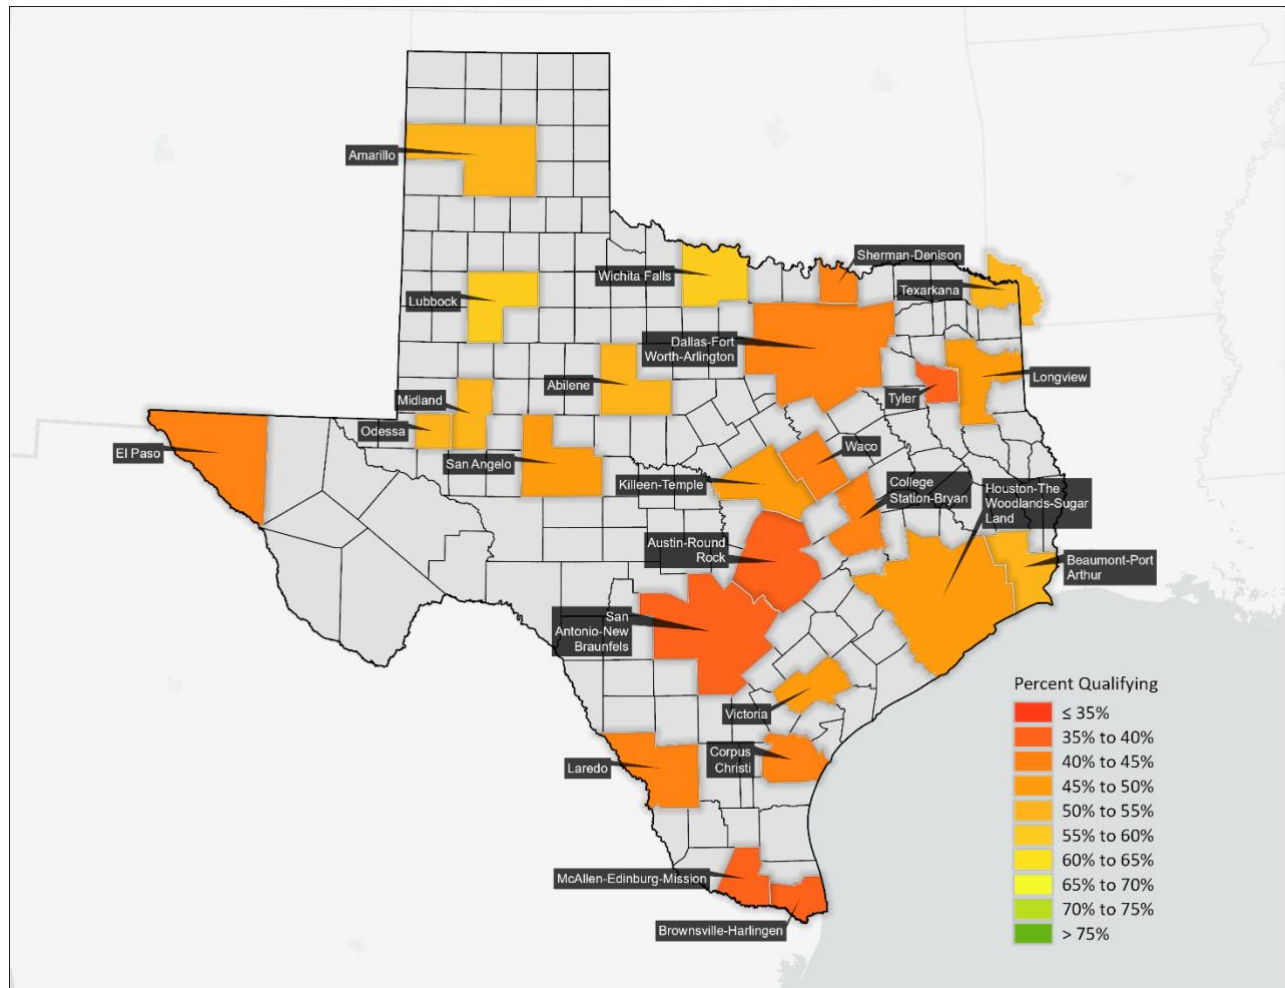 Amarillo
Sherman-Denison
Wichita Falls
Texarkana
Lubbock
Dallas-Fort
Worth-Arlington
Longview
Abilene
Tyler
Midland
Odessa
El Paso
San Angelo
Waco
Killeen-Temple
College
Station-Bryan
Houston-The
Woodlands-Sugar
Land
Austin-Round
Rock
Beaumont-Port
Arthur
San
Antonio-New
Braunfels
Victoria
Corpus
Christi
Laredo
McAllen-Edinburg-Mission
Brownsville-Harlingen
Percent Qualifying
≤ 35%
35% to 40%
40% to 45%
45% to 50%
50% to 55%
55% to 60%
60% to 65%
65% to 70%
70% to 75%
> 75%